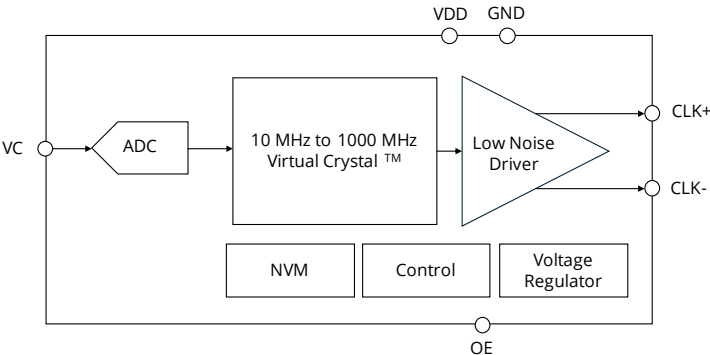 VDD
GND
VC
ADC
10 MHz to 1000 MHz
Virtual Crystal ™
Low Noise
Driver
CLK+
CLK-
NVM
Control
Voltage
Regulator
OE